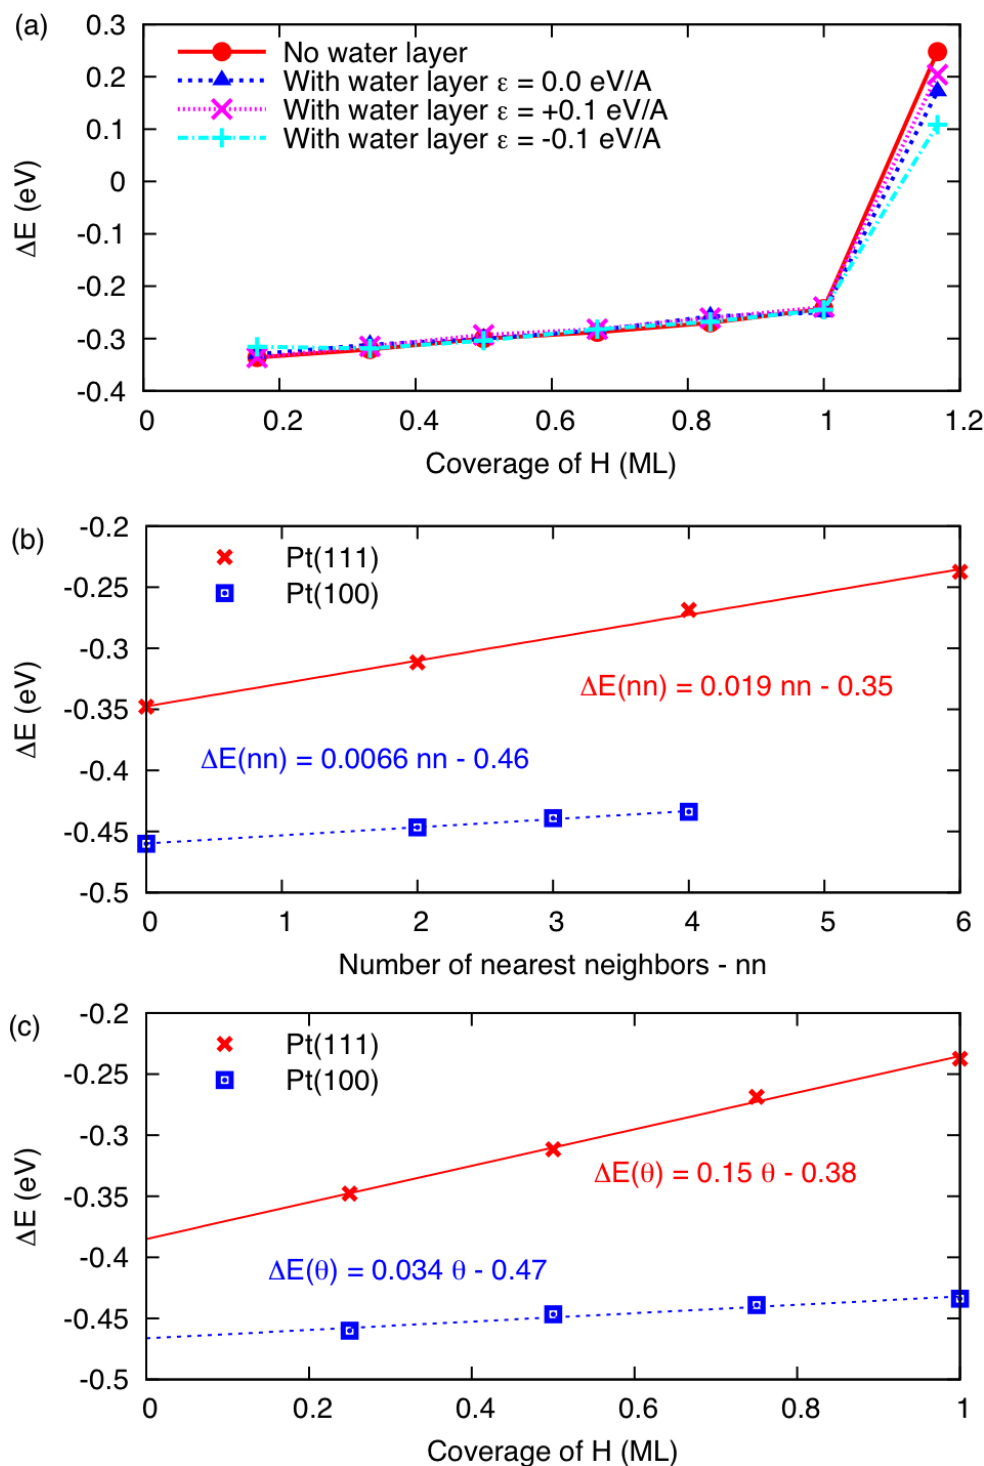 (a)
0.3
0.2
0.1
0
-0.1
-0.2
-0.3
-0.4
ΔE (eV)
No water layer
With water layer ε = 0.0 eV/A
With water layer ε = +0.1 eV/A
With water layer ε = -0.1 eV/A
0 0.2 0.4 0.6 0.8 1 1.2
Coverage of H (ML)
(b)
-0.2
-0.25
-0.3
-0.35
-0.4
-0.45
-0.5
ΔE (eV)
Pt(111)
Pt(100)
ΔE(nn) = 0.019 nn - 0.35
ΔE(nn) = 0.0066 nn - 0.46
0 1 2 3 4 5 6
Number of nearest neighbors - nn
(c)
-0.2
-0.25
-0.3
-0.35
-0.4
-0.45
-0.5
ΔE (eV)
Pt(111)
Pt(100)
ΔE(θ) = 0.15 θ - 0.38
ΔE(θ) = 0.034 θ - 0.47
0 0.2 0.4 0.6 0.8 1
Coverage of H (ML)